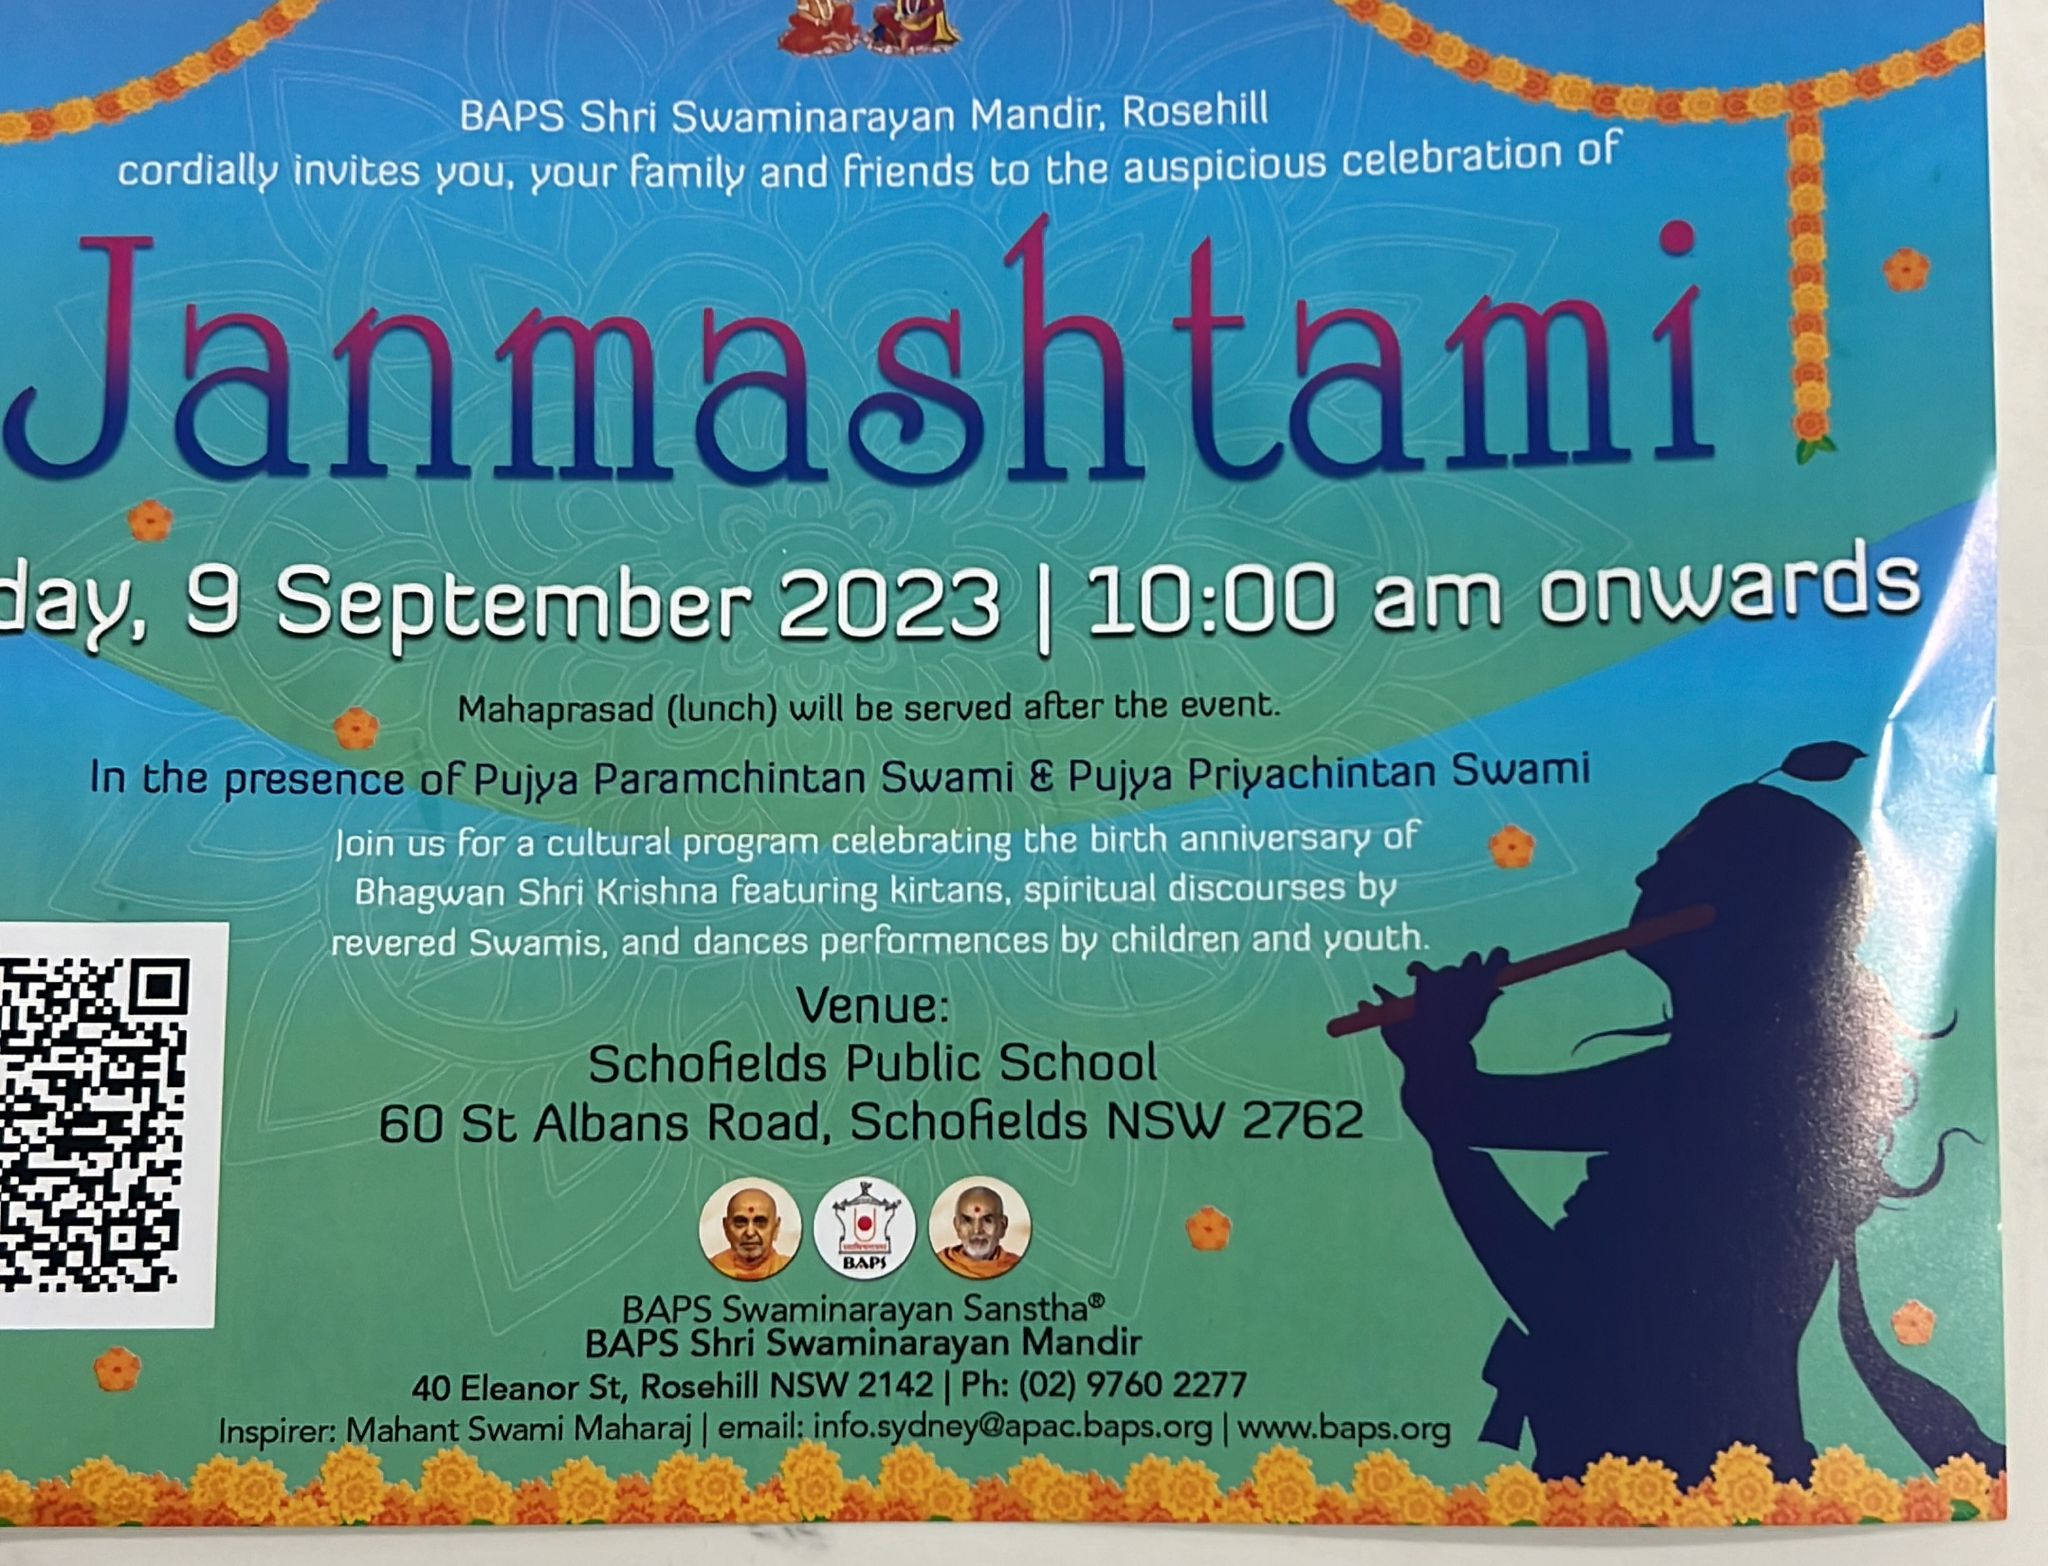 BAPS Shri Swaminarayan Mandir, Rosehill
cordially invites you, your family and friends to the auspicious celebration of
Janmashtami
day, 9 September 2023 | 10:00 am onwards
Mahaprasad (lunch) will be served after the event.
In the presence of Pujya Paramchintan Swami & Pujya Priyachintan Swami
Join us for a cultural program celebrating the birth anniversary of
Bhagwan Shri Krishna featuring kirtans, spiritual discourses by
revered Swamis, and dances performences by children and youth.
Venue:
Schofields Public School
60 St Albans Road, Schofields NSW 2762
BAPS
BAPS Swaminarayan Sanstha®
BAPS Shri Swaminarayan Mandir
40 Eleanor St, Rosehill NSW 2142 | Ph: (02) 9760 2277
Inspirer: Mahant Swami Maharaj | email: info.sydney@apac.baps.org | www.baps.org